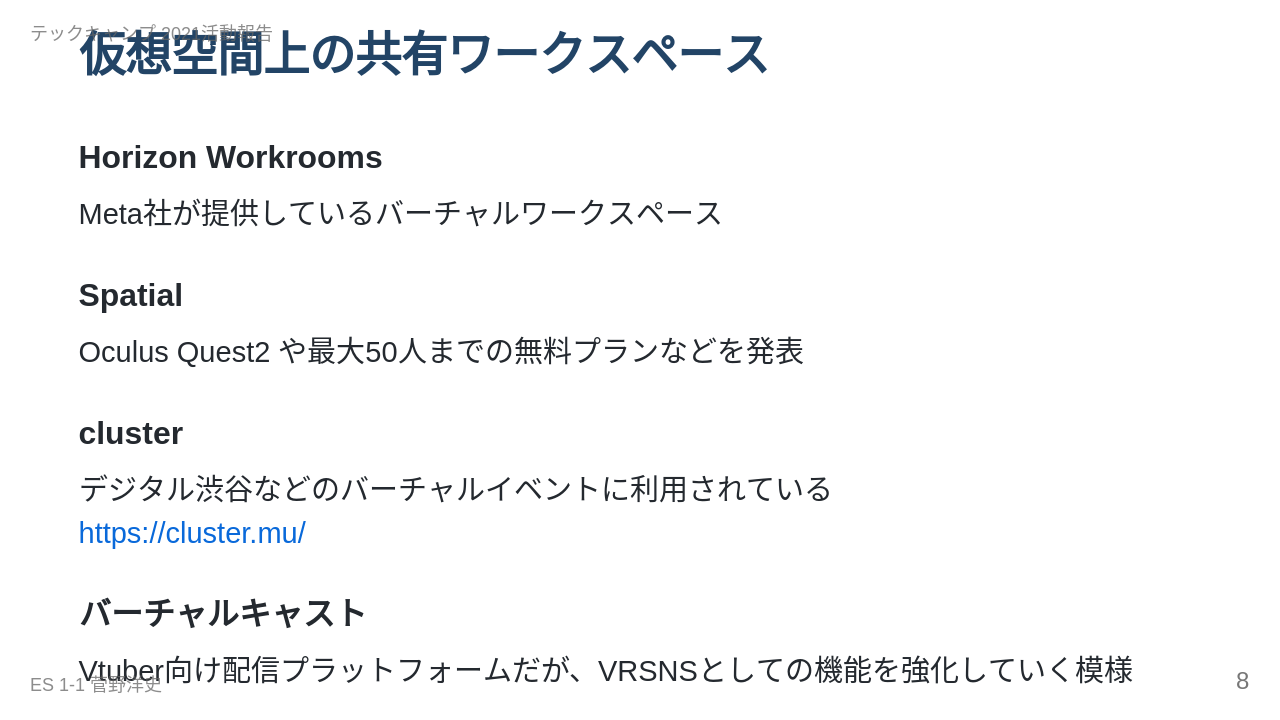 テックキャンプ 2021活動報告
仮想空間上の共有ワークスペース
Horizon Workrooms
Meta社が提供しているバーチャルワークスペース
Spatial
Oculus Quest2 や最大50人までの無料プランなどを発表
cluster
デジタル渋谷などのバーチャルイベントに利用されている
https://cluster.mu/
バーチャルキャスト
Vtuber向け配信プラットフォームだが、VRSNSとしての機能を強化していく模様
ES 1-1 菅野洋史
8